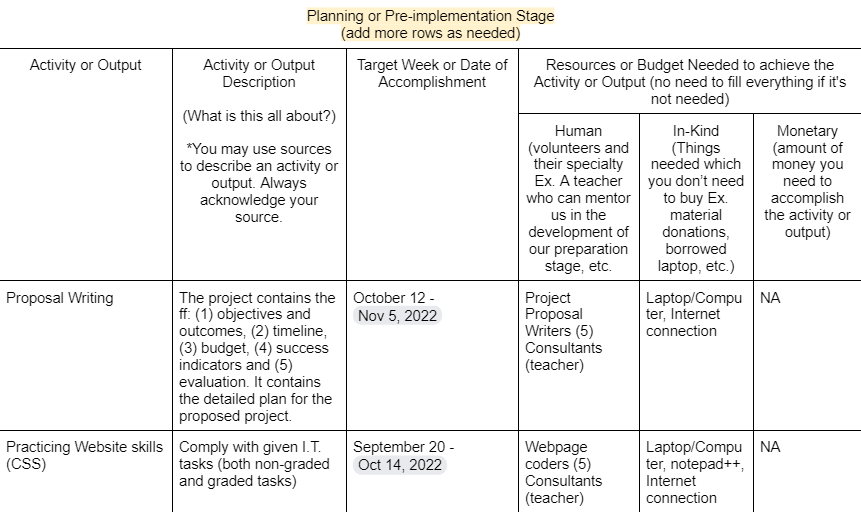 Planning or Pre-implementation Stage
(add more rows as needed)
Activity or Output
Activity or Output
Description
(What is this all about?)
*You may use sources
to describe an activity or
output. Always
acknowledge your
source.
Target Week or Date of
Accomplishment
Resources or Budget Needed to achieve the
Activity or Output (no need to fill everything if it's
not needed)
Human
(volunteers and
their specialty
Ex. A teacher
who can mentor
us in the
development of
our preparation
stage, etc.
In-Kind
(Things
needed which
you don't need
to buy Ex.
material
donations,
borrowed
laptop, etc.)
Monetary
(amount of
money you
need to
accomplish
the activity or
output)
Proposal Writing
The project contains the
ff: (1) objectives and
outcomes, (2) timeline,
(3) budget, (4) success
indicators and (5)
evaluation. It contains
the detailed plan for the
proposed project.
October 12 -
Nov 5, 2022
Project
Proposal
Writers (5)
Consultants
(teacher)
Laptop/Compu
ter, Internet
connection
NA
Practicing Website skills
(CSS)
Comply with given I.T.
tasks (both non-graded
and graded tasks)
September 20 -
Oct 14, 2022
Webpage
coders (5)
Consultants
(teacher)
Laptop/Compu
ter, notepad++,
Internet
connection
NA